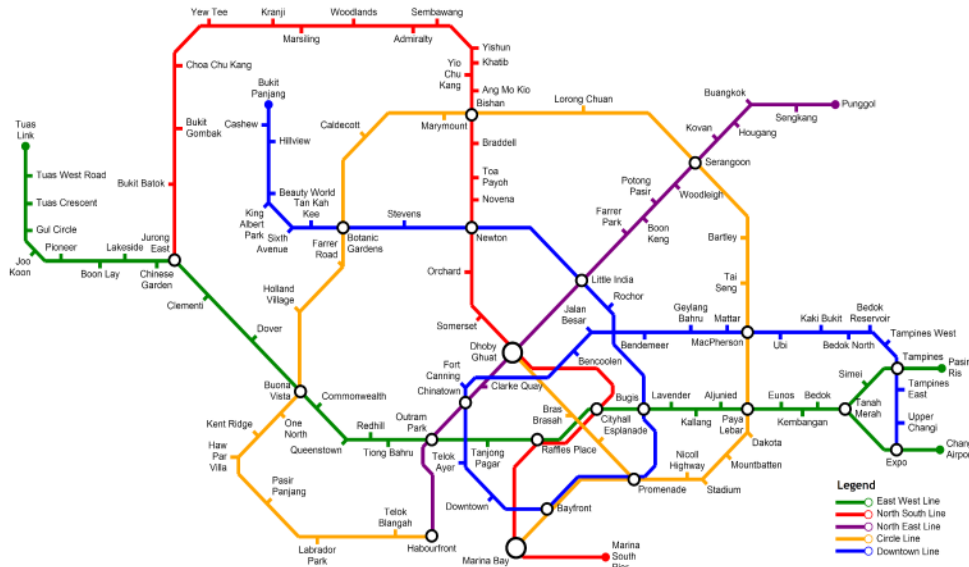 Yew Tee
Kranji
Woodlands
Sembawang
Marsiling
Admiralty
Yishun
Khatib
Yio
Chu
Kang
Ang Mo Kio
Choa Chu Kang
Bukit
Panjang
Bukit
Gombak
Cashew
Hillview
Caldecott
Marymount
Bishan
Lorong Chuan
Buangkok
Punggol
Sengkang
Kovan
Hougang
Serangoon
Tuas
Link
Tuas West Road
Tuas Crescent
Gul Circle
Pioneer
Joo
Koon
Boon Lay
Lakeside
Chinese
Garden
Jurong
East
Bukit Batok
Beauty World
Tan Kah
Kee
King
Albert
Park
Sixth
Avenue
Farrer
Road
Botanic
Gardens
Stevens
Braddell
Toa
Payoh
Novena
Newton
Potong
Pasir
Woodleigh
Farrer
Park
Boon
Keng
Bartley
Tai
Seng
Little India
Rochor
Orchard
Somerset
Dhoby
Ghuat
Jalan
Besar
Bencoolen
Bendemeer
Geylang
Bahru
Mattar
MacPherson
Ubi
Kaki Bukit
Bedok North
Bedok
Reservoir
Tampines West
Tampines
Pasir
Ris
Tampines
East
Upper
Changi
Simei
Tanah
Merah
Expo
Changi
Airport
Clementi
Dover
Holland
Village
Buona
Vista
Commonwealth
One
North
Queenstown
Redhill
Tiong Bahru
Outram
Park
Fort
Canning
Chinatown
Clarke Quay
Telok
Ayer
Tanjong
Pagar
Raffles Place
Bras
Brasah
Bugis
Cityhall
Esplanade
Lavender
Kallang
Aljunied
Paya
Lebar
Eunos
Kembangan
Bedok
Dakota
Mountbatten
Stadium
Nicoll
Highway
Promenade
Bayfront
Downtown
Marina Bay
Marina
South
Kent Ridge
Haw
Par
Villa
Pasir
Panjang
Labrador
Park
Telok
Blangah
Habourfront
Legend
East West Line
North South Line
North East Line
Circle Line
Downtown Line